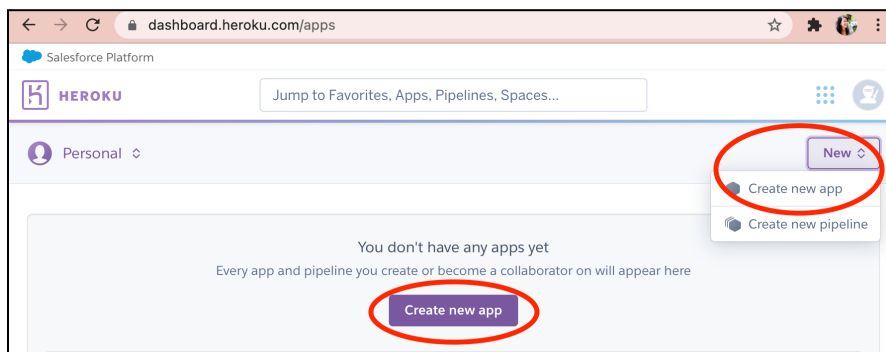 dashboard.heroku.com/apps
Salesforce Platform
HEROKU
Jump to Favorites, Apps, Pipelines, Spaces...
Personal
New
Create new app
Create new pipeline
You don't have any apps yet
Every app and pipeline you create or become a collaborator on will appear here
Create new app